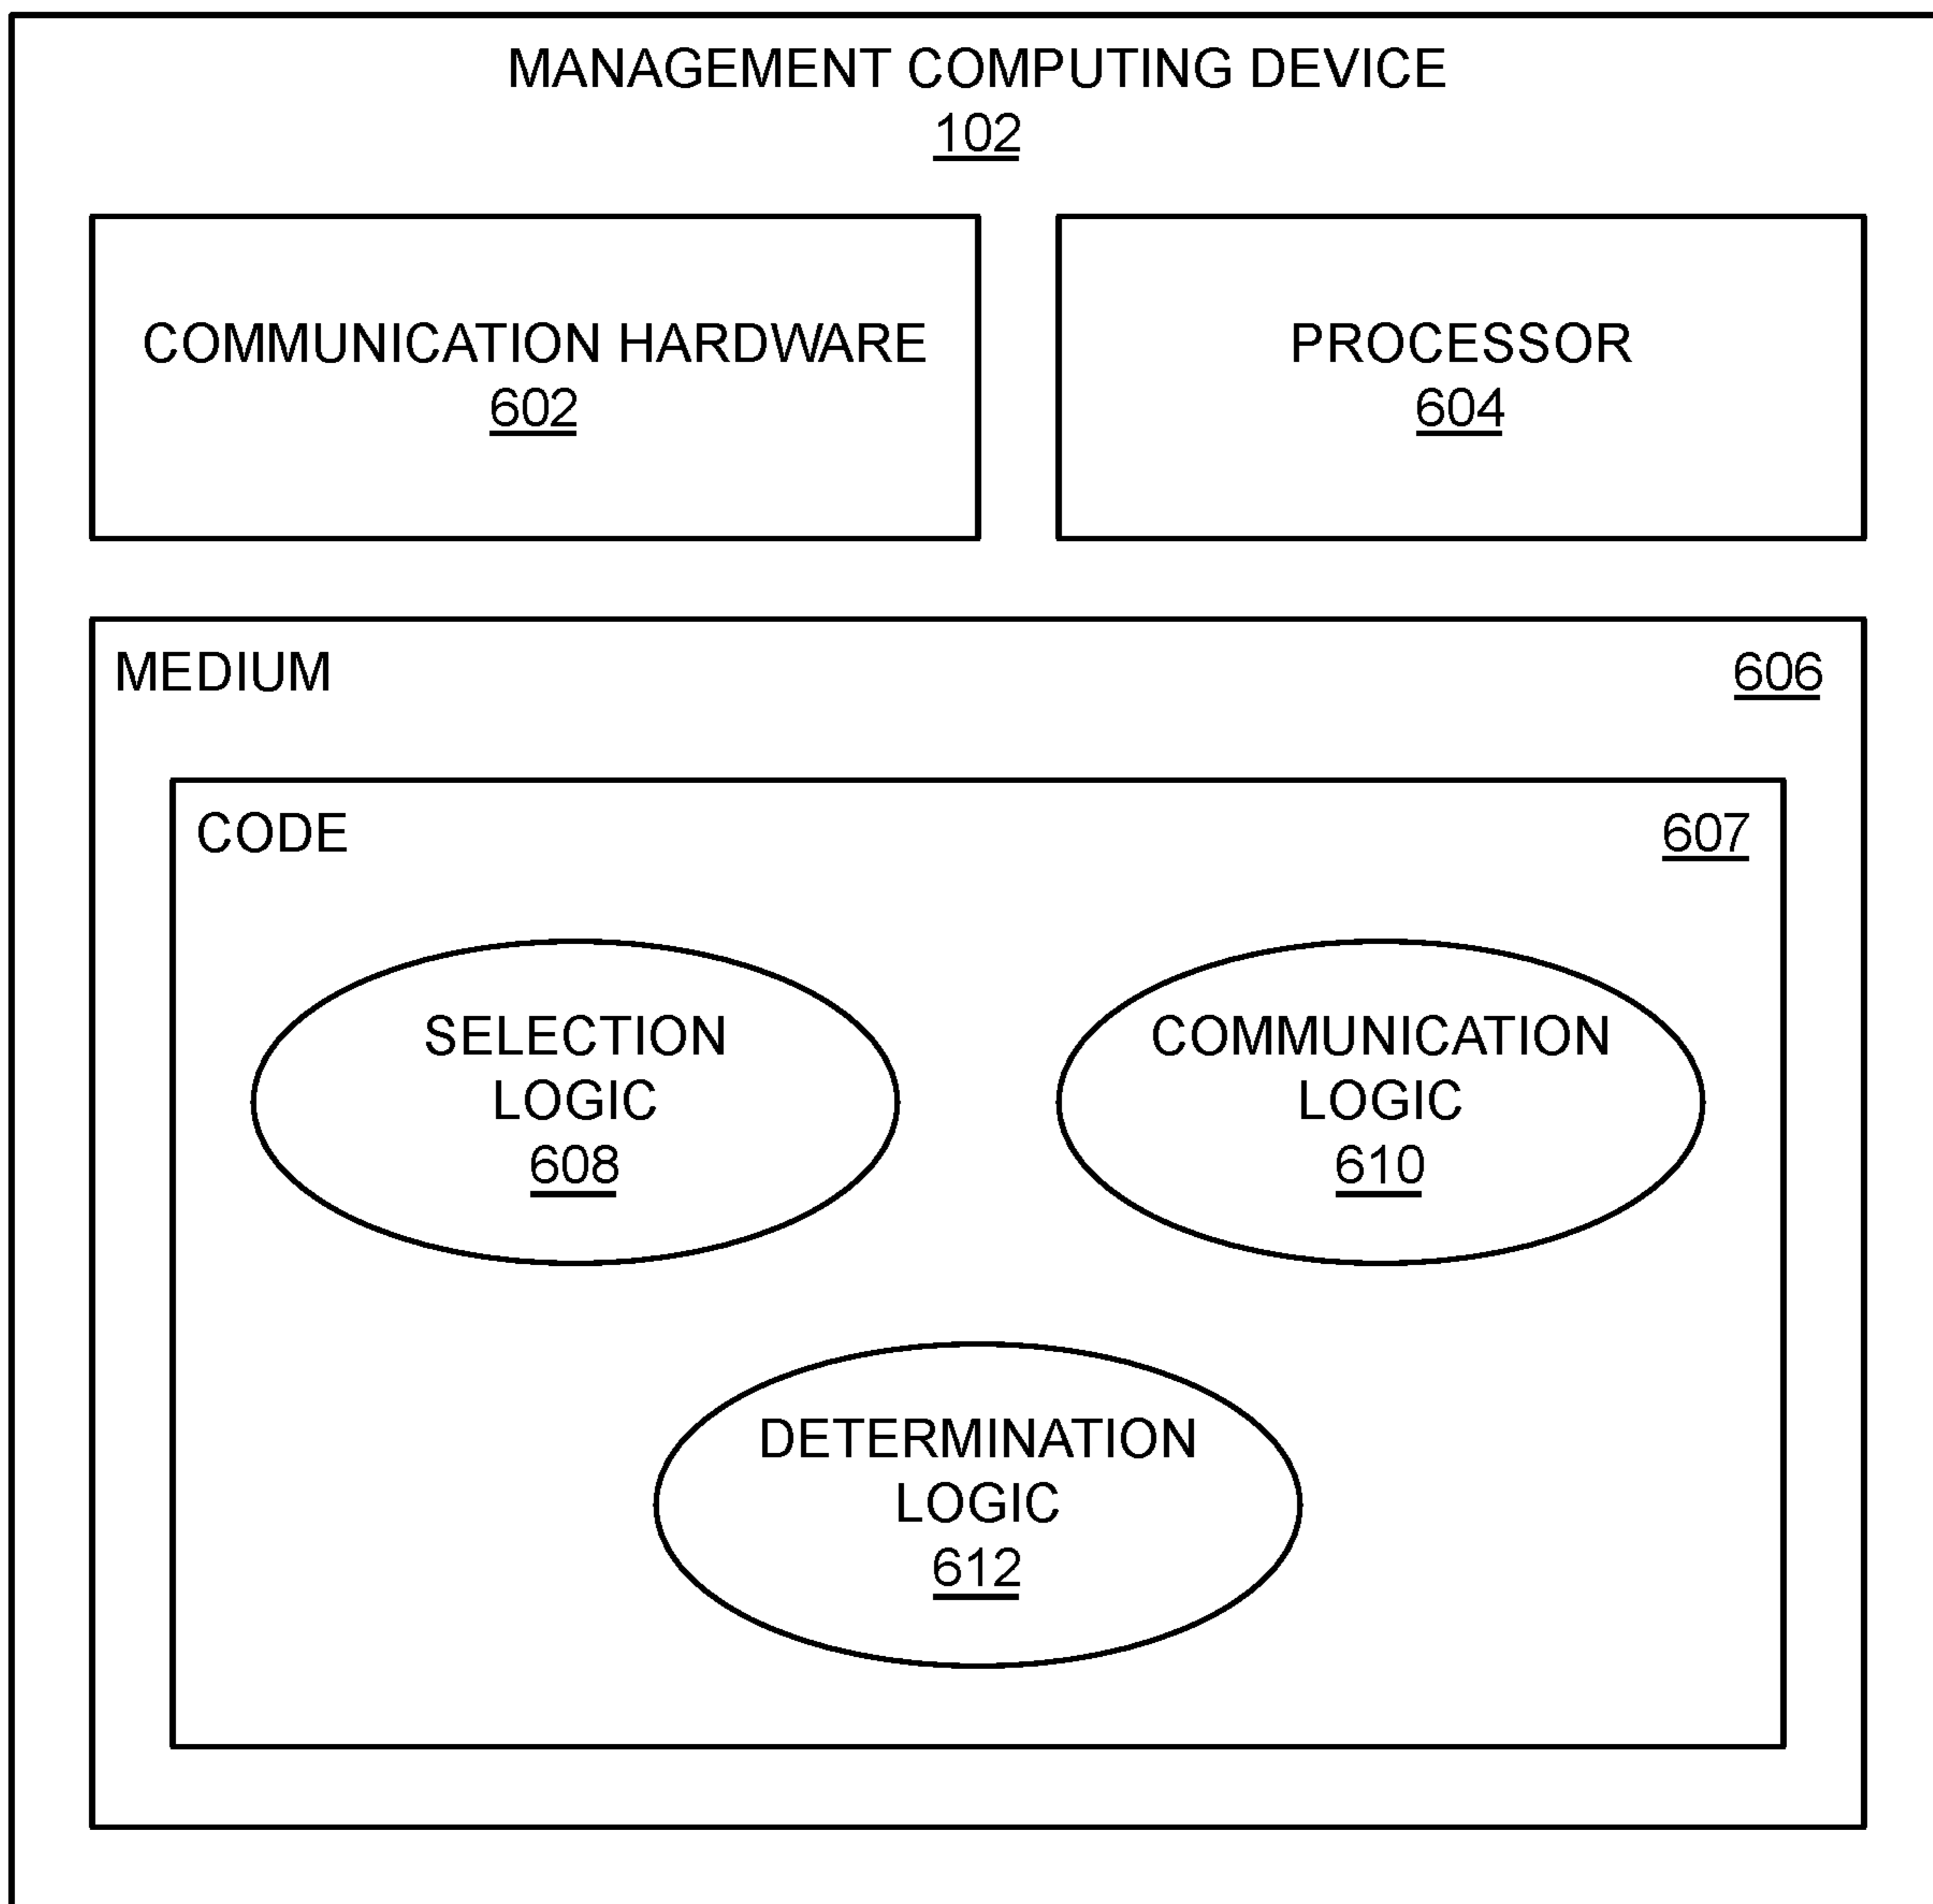 MANAGEMENT COMPUTING DEVICE
102
COMMUNICATION HARDWARE
602
PROCESSOR
604
MEDIUM
606
CODE
607
SELECTION
LOGIC
608
COMMUNICATION
LOGIC
610
DETERMINATION
LOGIC
612